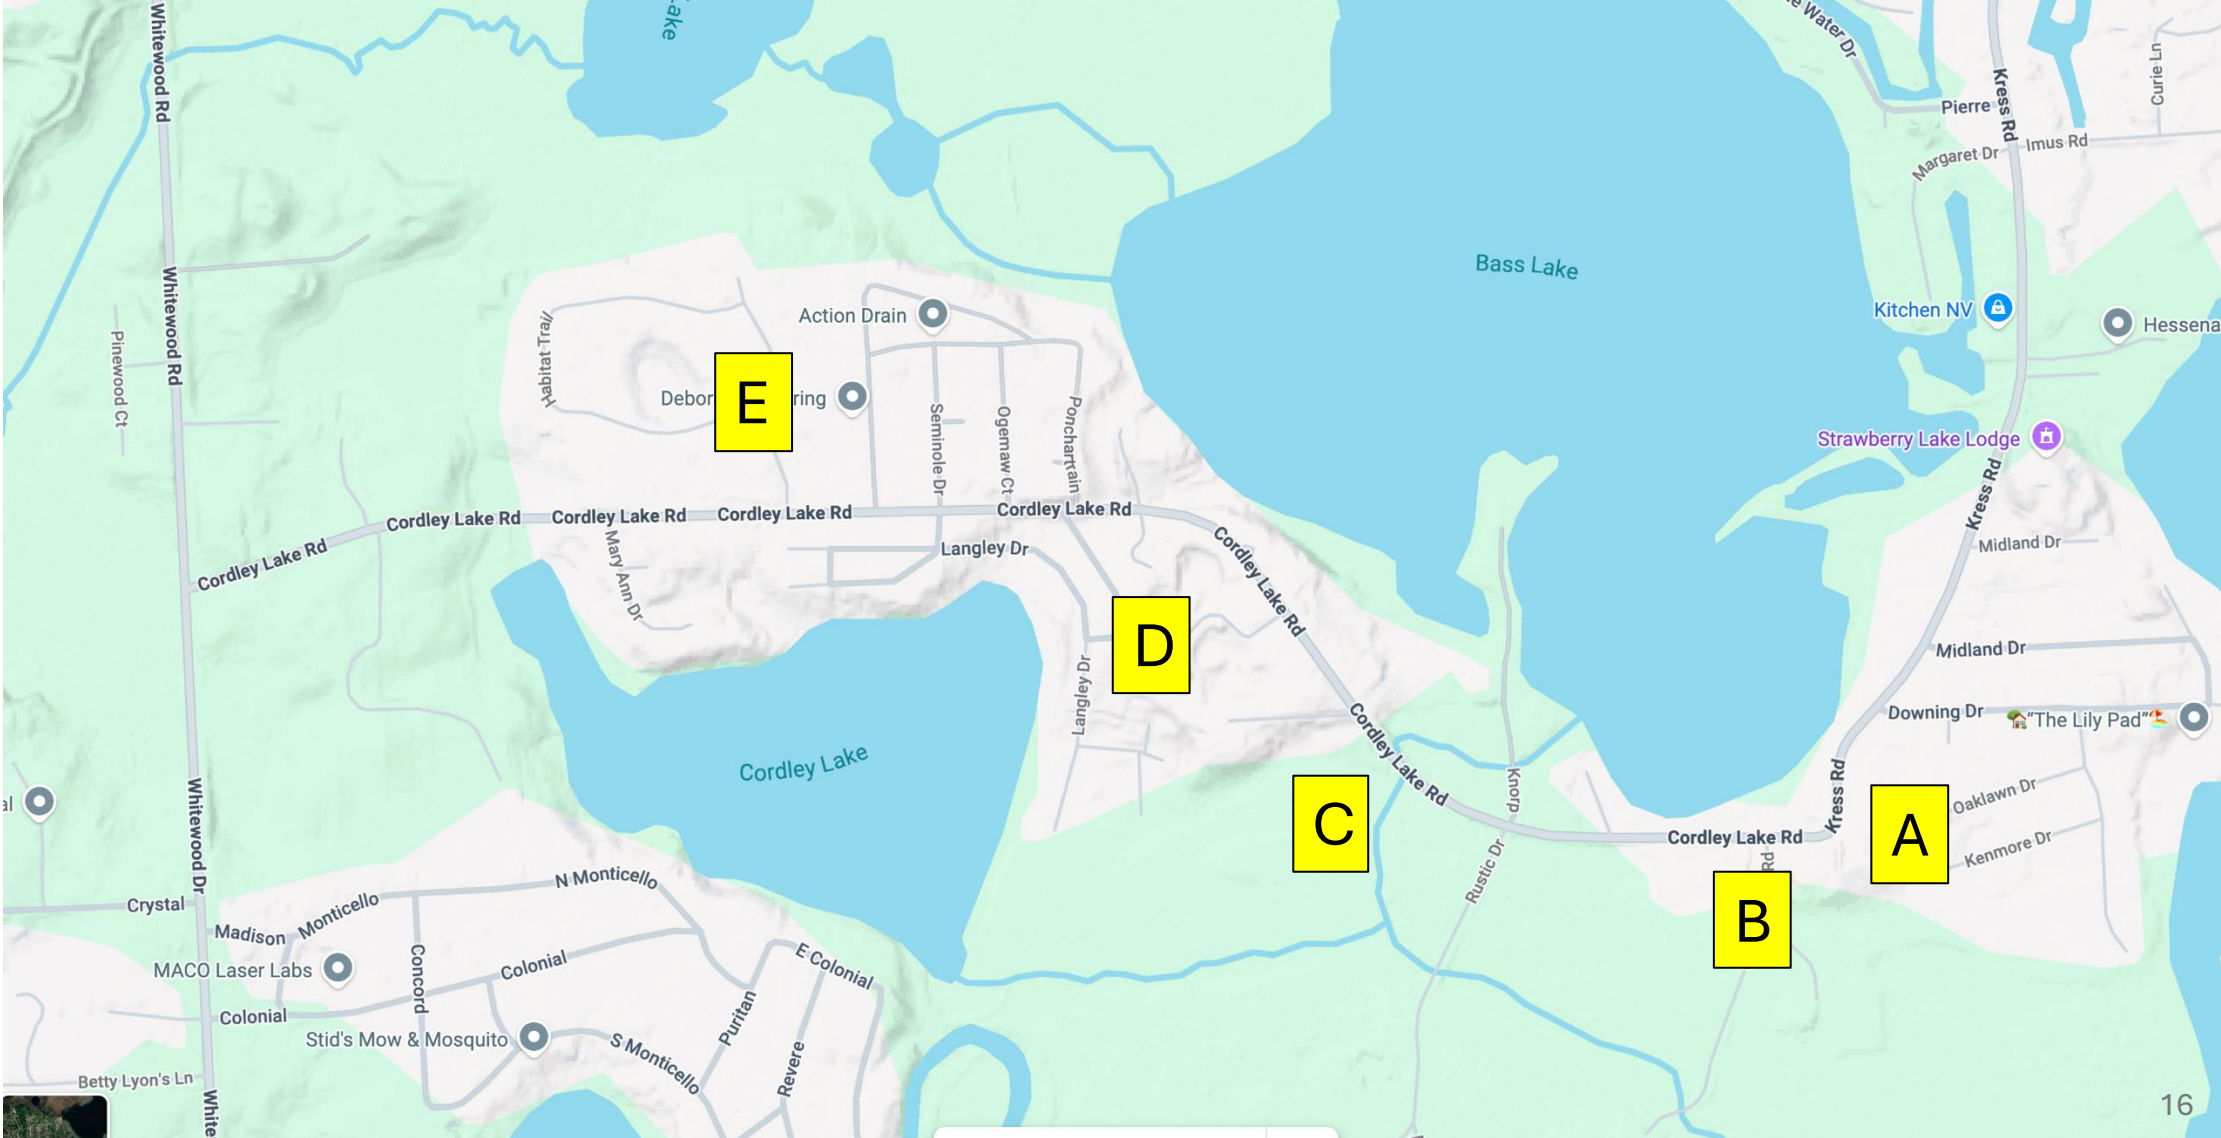 Whitewood Rd
Lake
Bass Lake
Water Dr
Pierre
Kress Rd
Margaret Dr
Imus Rd
Curie Ln
Whitewood Rd
Pinewood Ct
Habitat Trail
Action Drain
Kitchen NV
Hessena
Debor
ring
E
Seminole Dr
Ogemaw Ct
Ponchartrain
Strawberry Lake Lodge
Kress Rd
Cordley Lake Rd
Cordley Lake Rd
Cordley Lake Rd
Cordley Lake Rd
Cordley Lake Rd
Cordley Lake Rd
Mary Ann Dr
Langley Dr
Midland Dr
D
Langley Dr
Midland Dr
Downing Dr
"The Lily Pad"
Cordley Lake
Cordley Lake Rd
C
Knorp
Kress Rd
A
Oaklawn Dr
Kenmore Dr
Cordley Lake Rd
Rd
B
Rustic Dr
al
Whitewood Dr
Crystal
Madison
Monticello
N Monticello
MACO Laser Labs
Concord
Colonial
E Colonial
Colonial
Puritan
Stid's Mow & Mosquito
S Monticello
Revere
Betty Lyon's Ln
White
16